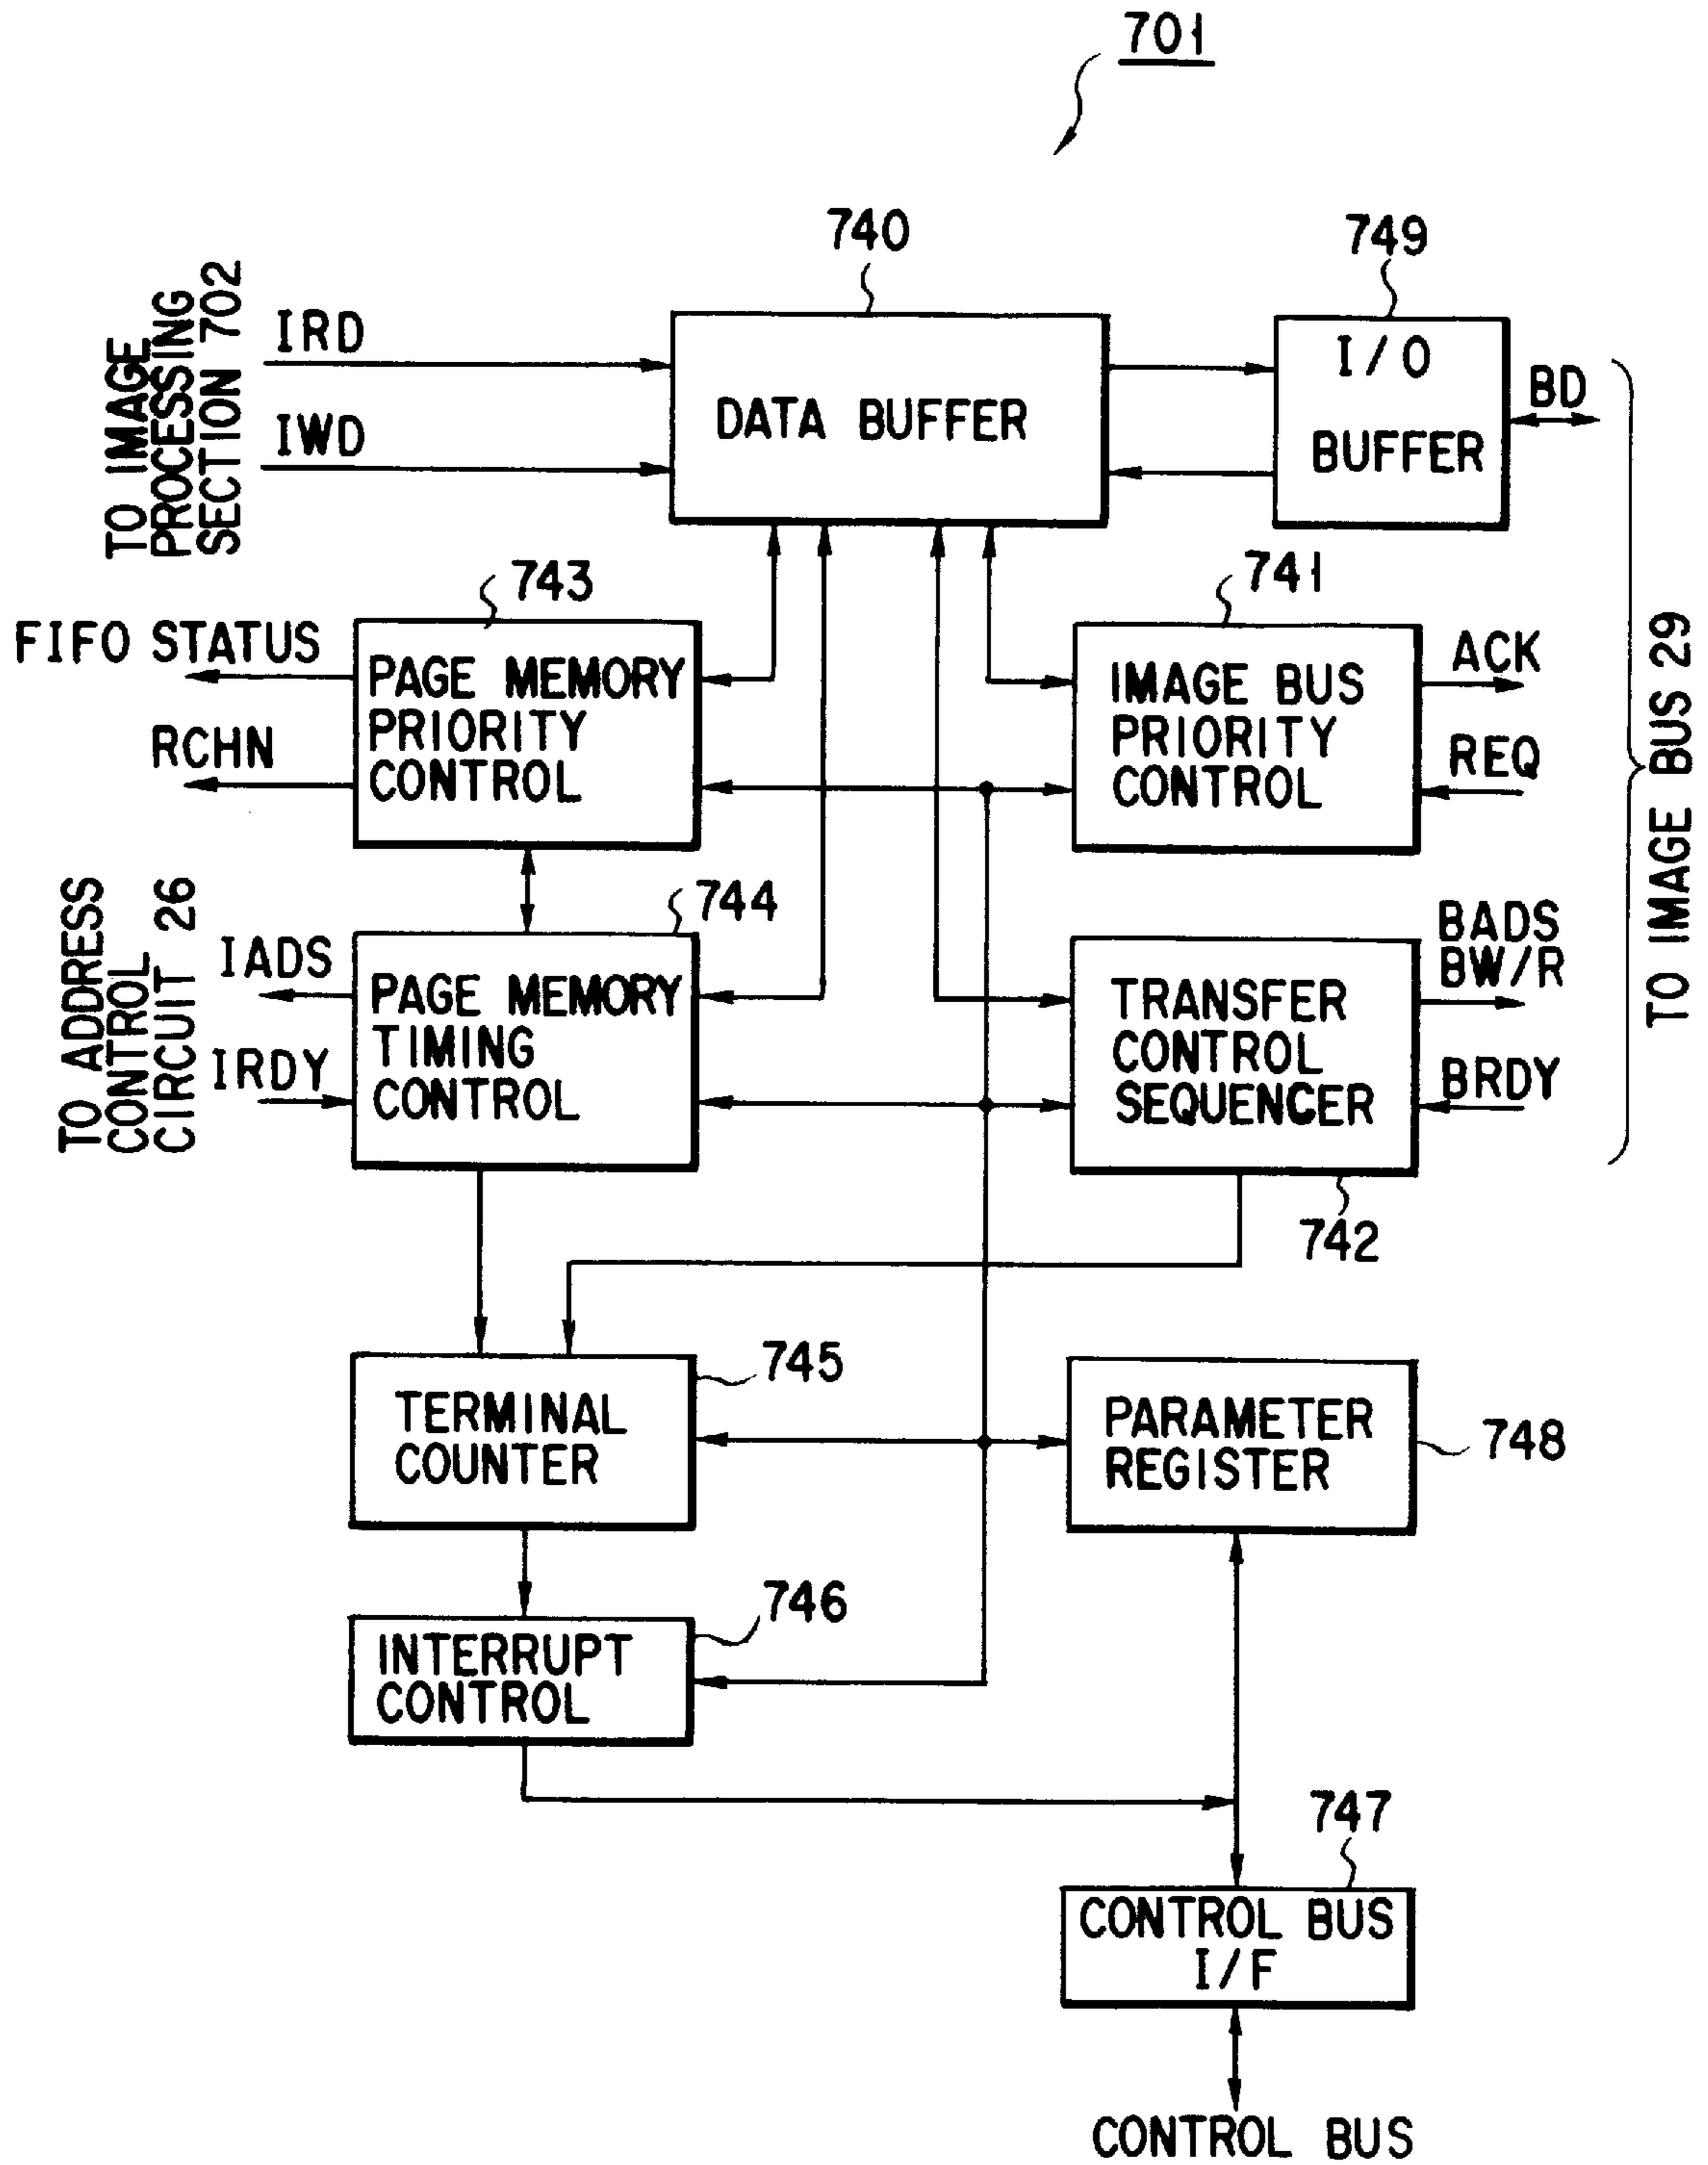 701
740
749
TO IMAGE
PROCESSING
SECTION 702
IRD
IWD
DATA BUFFER
I/O
BUFFER
BD
743
741
FIFO STATUS
RCHN
PAGE MEMORY
PRIORITY
CONTROL
IMAGE BUS
PRIORITY
CONTROL
ACK
REQ
TO IMAGE BUS 29
TO ADDRESS
CONTROL
CIRCUIT 26
744
IADS
IRDY
PAGE MEMORY
TIMING
CONTROL
TRANSFER
CONTROL
SEQUENCER
BADS
BW/R
BRDY
742
745
TERMINAL
COUNTER
PARAMETER
REGISTER
748
746
INTERRUPT
CONTROL
747
CONTROL BUS
I/F
CONTROL BUS